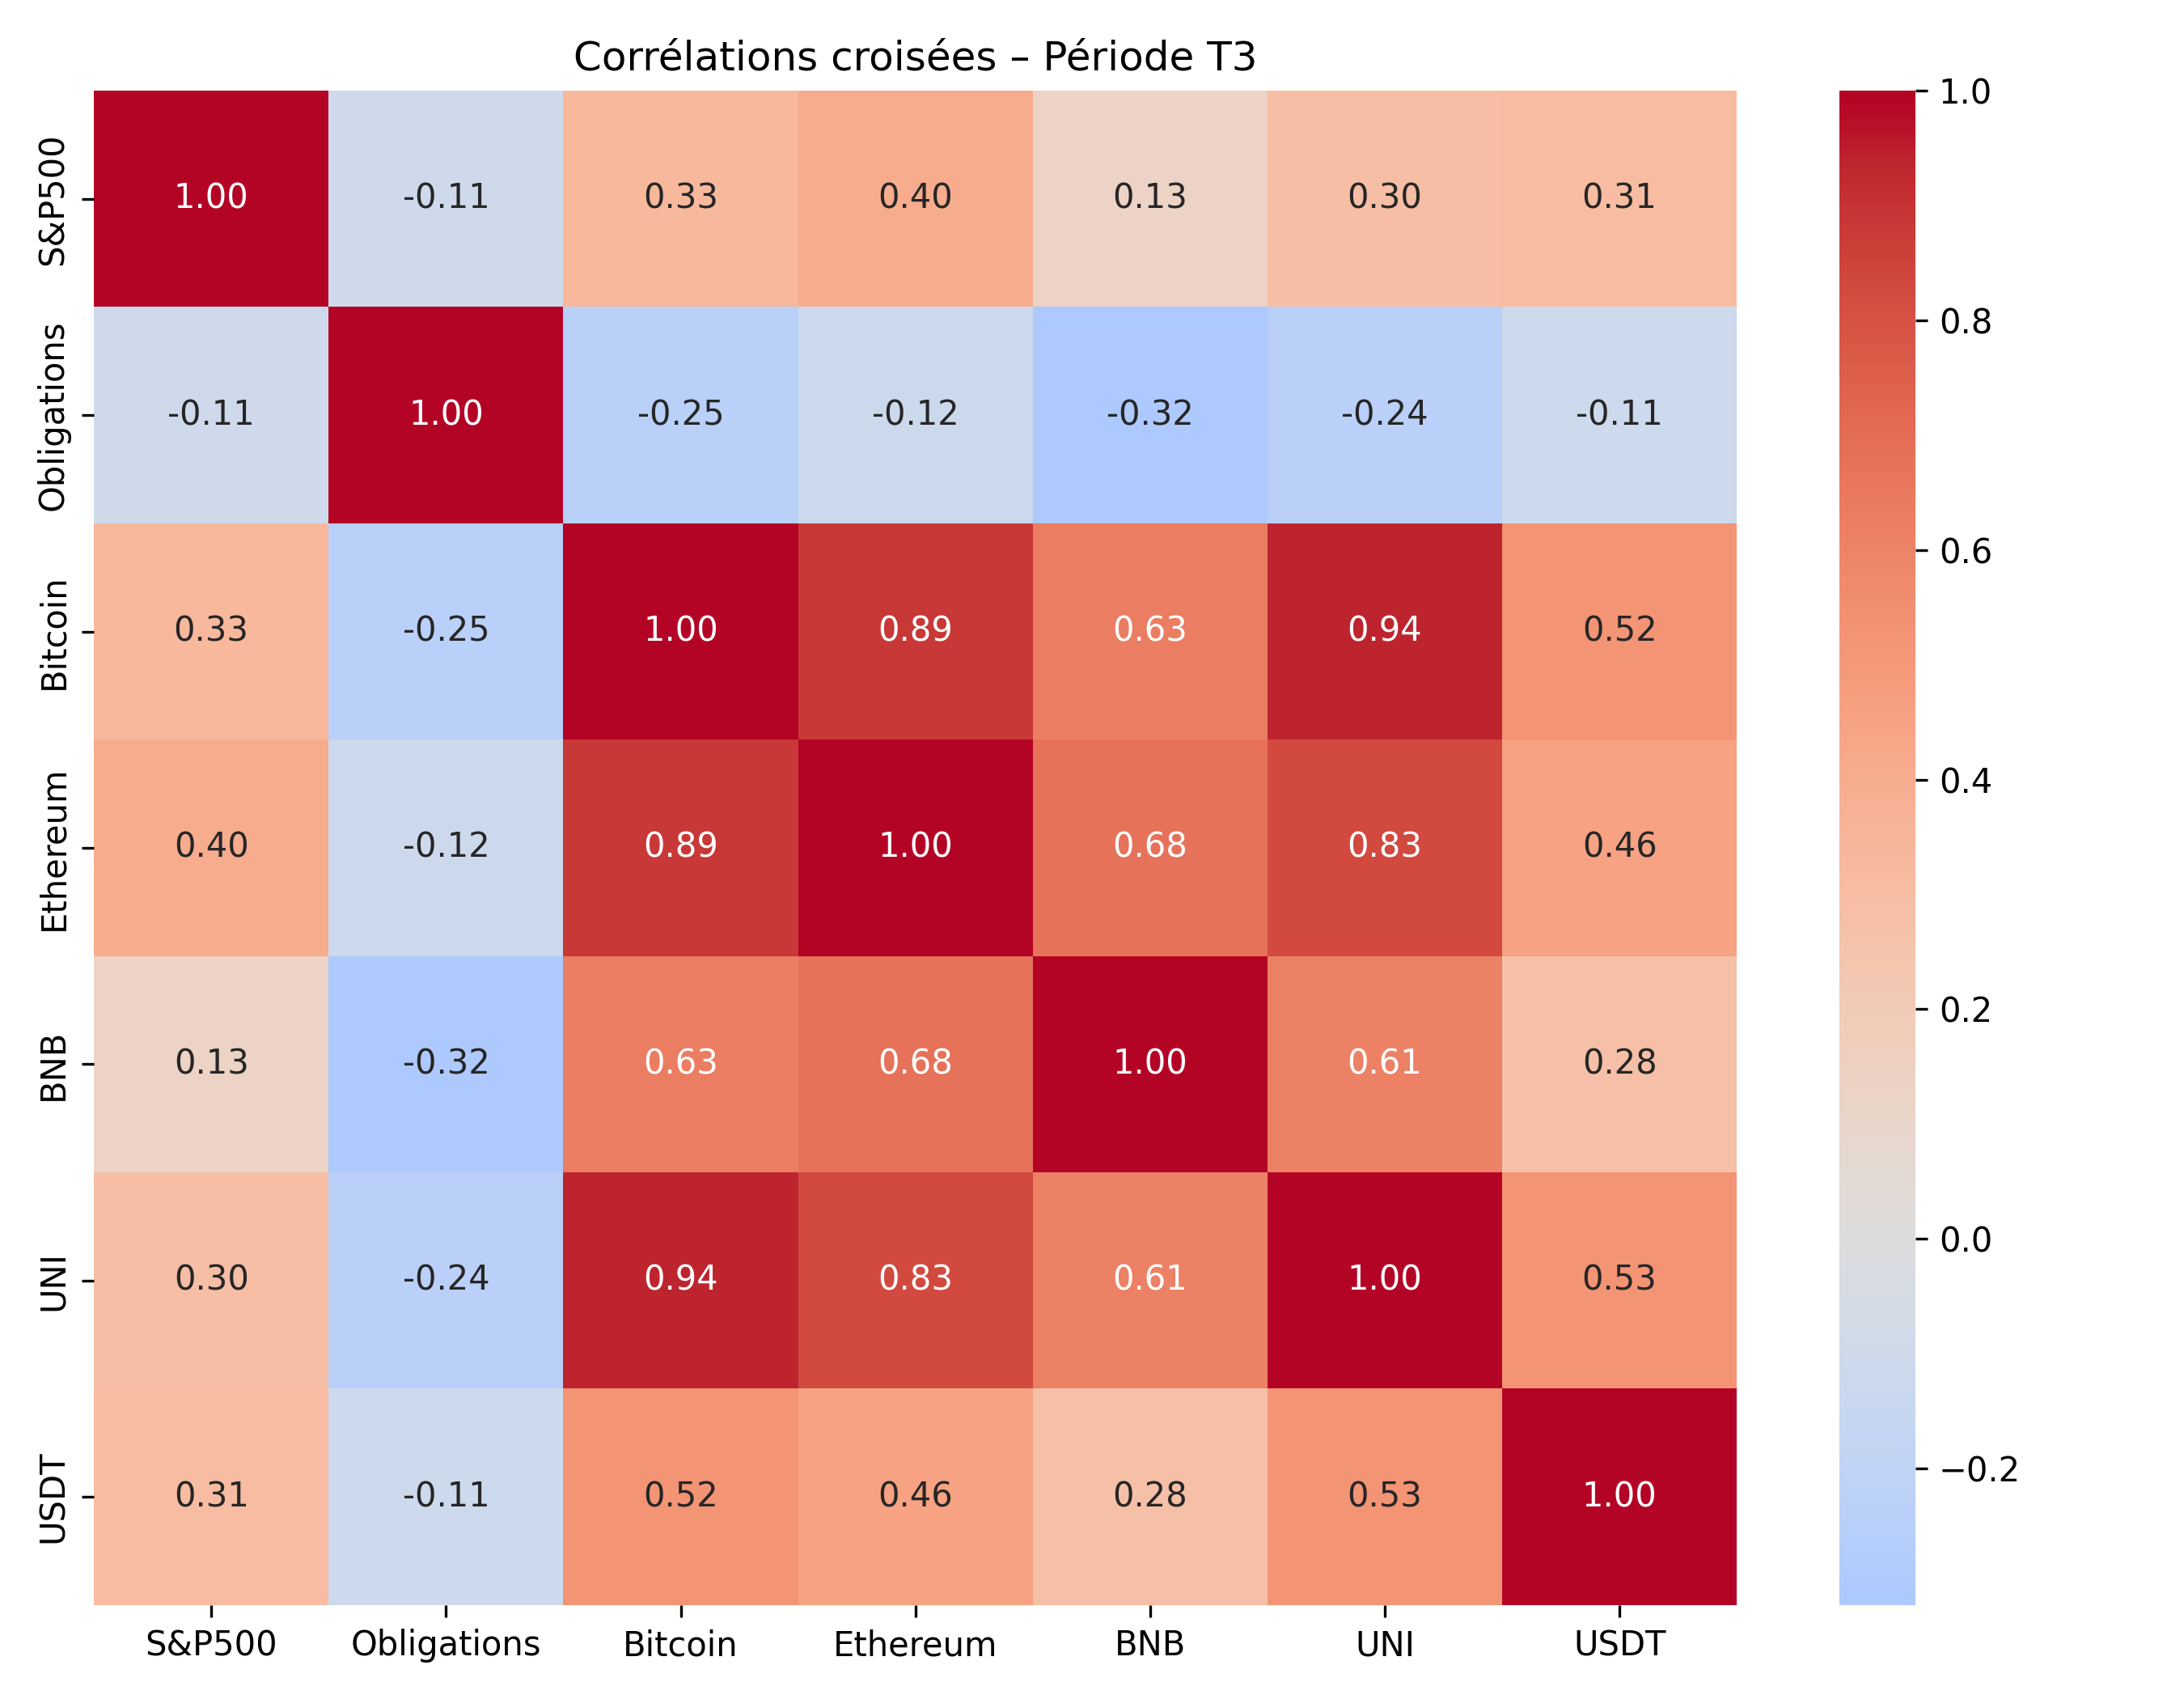 Corrélations croisées – Période T3
S&P500 1.00 -0.11 0.33 0.40 0.13 0.30 0.31
Obligations -0.11 1.00 -0.25 -0.12 -0.32 -0.24 -0.11
Bitcoin 0.33 -0.25 1.00 0.89 0.63 0.94 0.52
Ethereum 0.40 -0.12 0.89 1.00 0.68 0.83 0.46
BNB 0.13 -0.32 0.63 0.68 1.00 0.61 0.28
UNI 0.30 -0.24 0.94 0.83 0.61 1.00 0.53
USDT 0.31 -0.11 0.52 0.46 0.28 0.53 1.00
S&P500 Obligations Bitcoin Ethereum BNB UNI USDT
1.0
0.8
0.6
0.4
0.2
0.0
−0.2